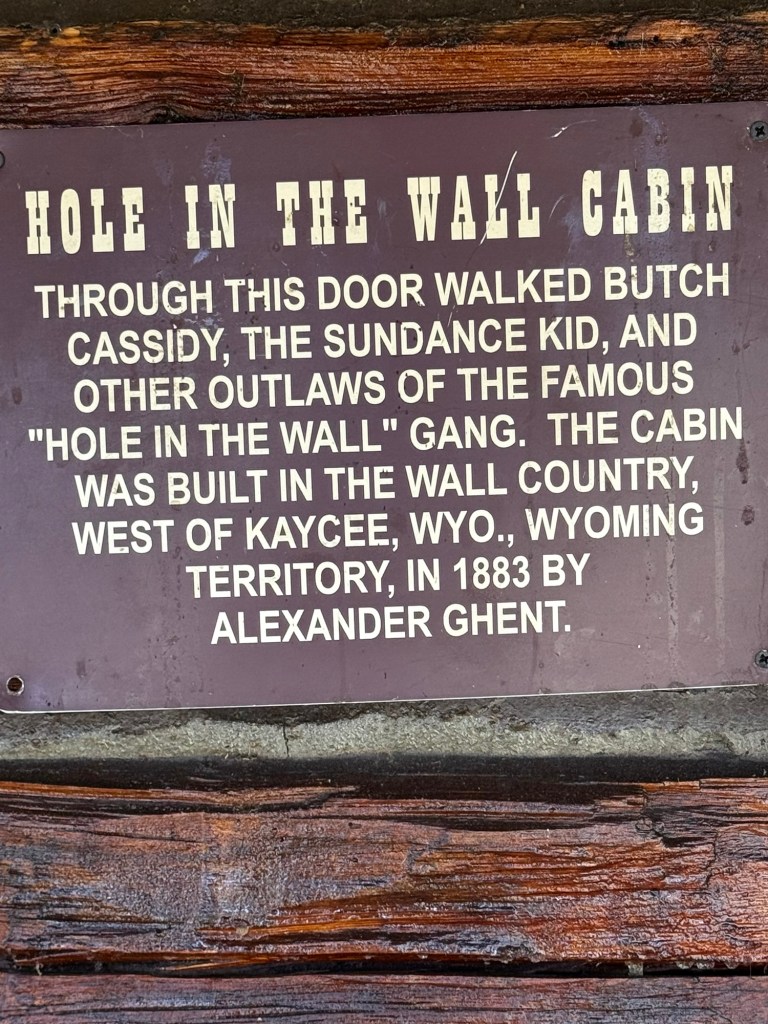 HOLE IN THE WALL CABIN
THROUGH THIS DOOR WALKED BUTCH
CASSIDY, THE SUNDANCE KID, AND
OTHER OUTLAWS OF THE FAMOUS
"HOLE IN THE WALL" GANG. THE CABIN
WAS BUILT IN THE WALL COUNTRY,
WEST OF KAYCEE, WYO., WYOMING
TERRITORY, IN 1883 BY
ALEXANDER GHENT.